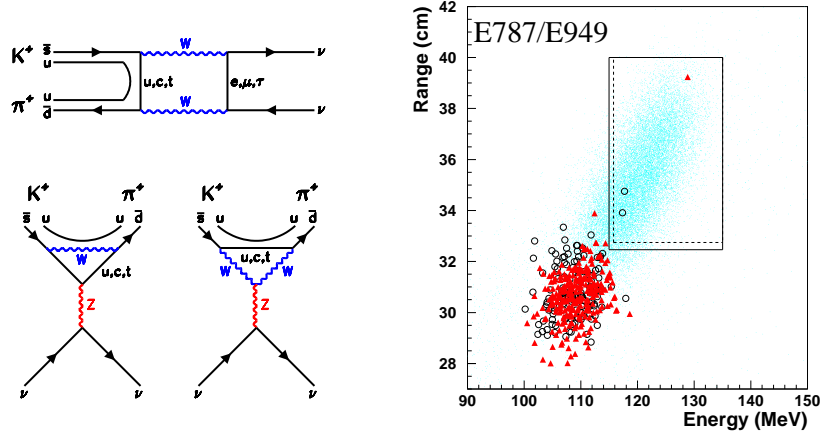 K+ s̄ u
W
u,c,t e,μ,τ
ν
π+ u d̄
W
ν
K+ π+
s̄ u u d̄
W
u,c,t
Z
ν ν
K+ π+
s̄ u u d̄
u,c,t
W W
Z
ν ν
E787/E949
Range (cm)
42
40
38
36
34
32
30
28
90 100 110 120 130 140 150
Energy (MeV)